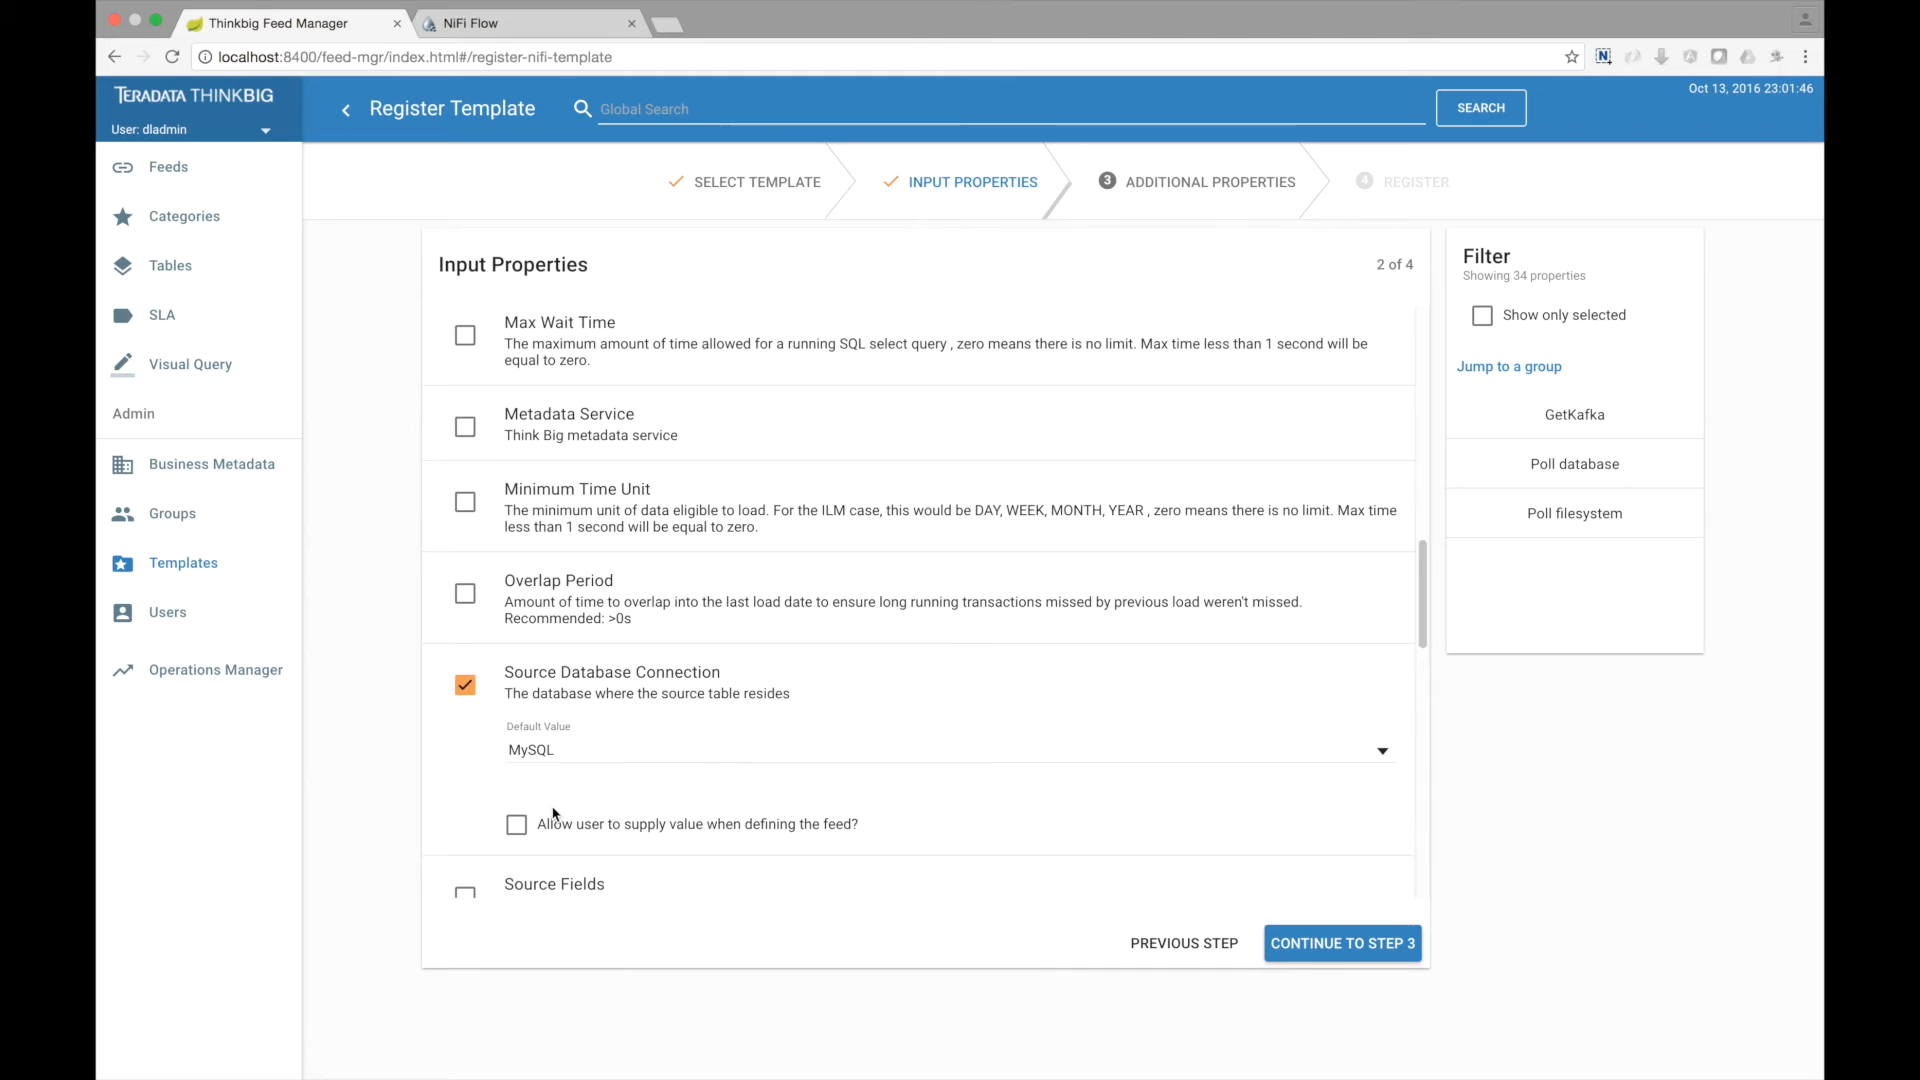 Thinkbig Feed Manager
NiFi Flow
localhost:8400/feed-mgr/index.html#/register-nifi-template
TERADATA THINKBIG
User: dladmin
Register Template
Global Search
SEARCH
Oct 13, 2016 23:01:46
Feeds
Categories
Tables
SLA
Visual Query
Admin
Business Metadata
Groups
Templates
Users
Operations Manager
SELECT TEMPLATE
INPUT PROPERTIES
3 ADDITIONAL PROPERTIES
4 REGISTER
Input Properties
2 of 4
Max Wait Time
The maximum amount of time allowed for a running SQL select query , zero means there is no limit. Max time less than 1 second will be
equal to zero.
Metadata Service
Think Big metadata service
Minimum Time Unit
The minimum unit of data eligible to load. For the ILM case, this would be DAY, WEEK, MONTH, YEAR , zero means there is no limit. Max time
less than 1 second will be equal to zero.
Overlap Period
Amount of time to overlap into the last load date to ensure long running transactions missed by previous load weren't missed.
Recommended: >0s
Source Database Connection
The database where the source table resides
Default Value
MySQL
Allow user to supply value when defining the feed?
Source Fields
PREVIOUS STEP
CONTINUE TO STEP 3
Filter
Showing 34 properties
Show only selected
Jump to a group
GetKafka
Poll database
Poll filesystem